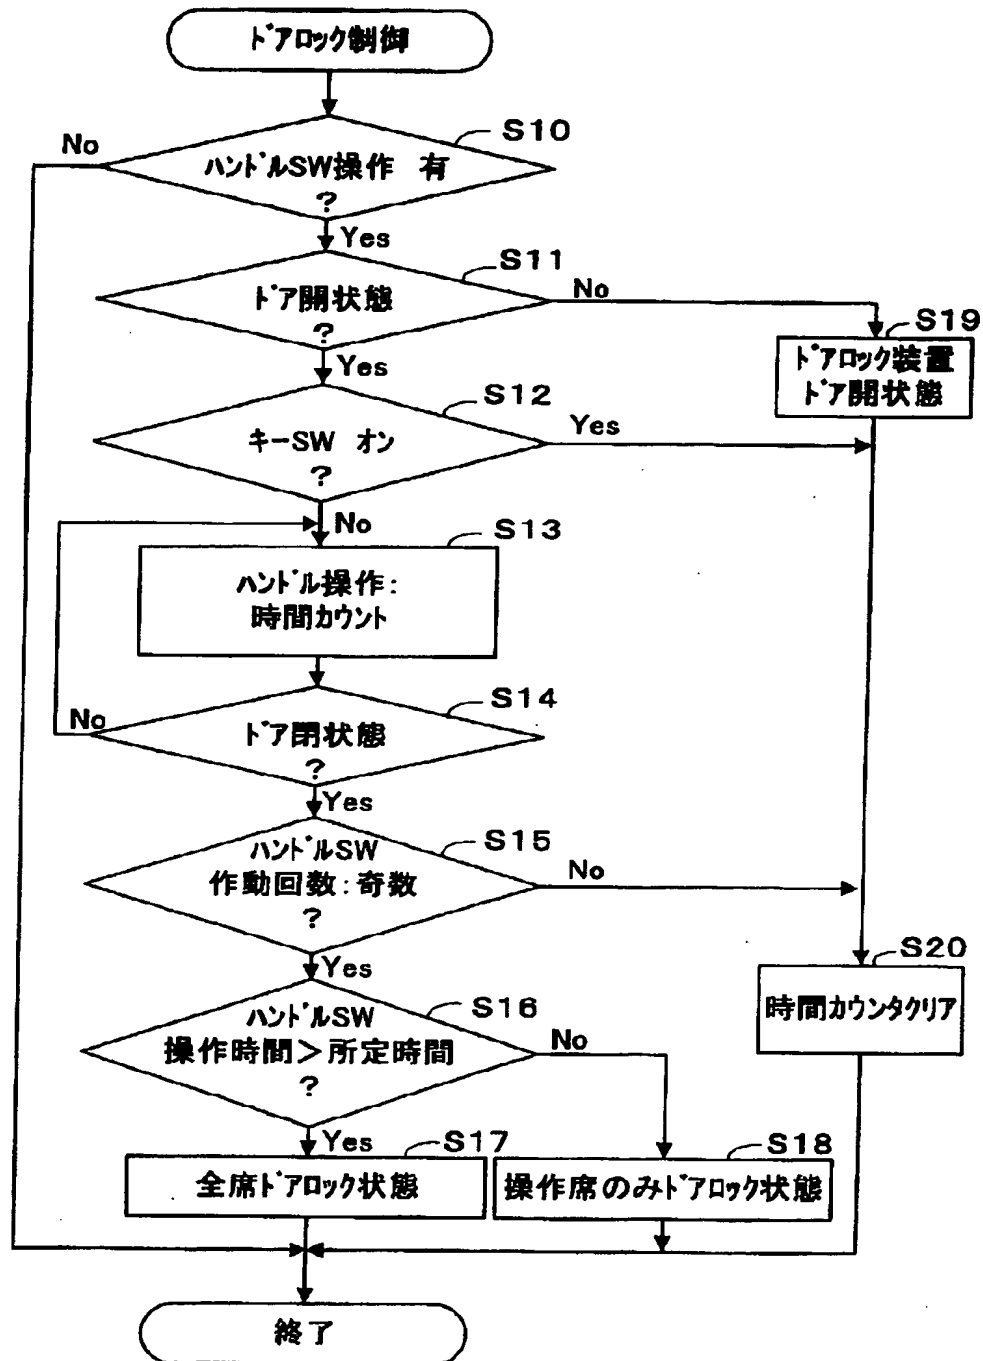 ドアロック制御
S10
No
ハンドルSW操作 有
?
Yes
S11
ドア開状態
?
No
Yes
S19
ドアロック装置
ドア開状態
S12
キーSW オン
?
Yes
No
S13
ハンドル操作:
時間カウント
S14
No
ドア閉状態
?
Yes
S15
ハンドルSW
作動回数:奇数
?
No
Yes
S20
時間カウンタクリア
S16
ハンドルSW
操作時間>所定時間
?
No
Yes
S17
全席ドアロック状態
S18
操作席のみドアロック状態
終了